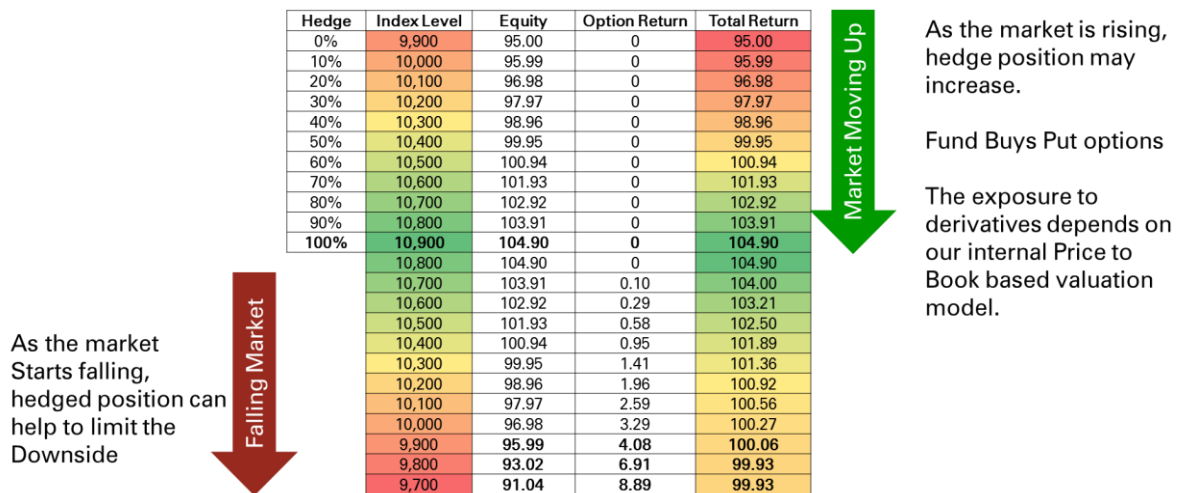 Hedge Index Level Equity Option Return Total Return
0% 9,900 95.00 0 95.00
10% 10,000 95.99 0 95.99
20% 10,100 96.98 0 96.98
30% 10,200 97.97 0 97.97
40% 10,300 98.96 0 98.96
50% 10,400 99.95 0 99.95
60% 10,500 100.94 0 100.94
70% 10,600 101.93 0 101.93
80% 10,700 102.92 0 102.92
90% 10,800 103.91 0 103.91
100% 10,900 104.90 0 104.90
10,800 104.90 0 104.90
10,700 103.91 0.10 104.00
10,600 102.92 0.29 103.21
10,500 101.93 0.58 102.50
10,400 100.94 0.95 101.89
10,300 99.95 1.41 101.36
10,200 98.96 1.96 100.92
10,100 97.97 2.59 100.56
10,000 96.98 3.29 100.27
9,900 95.99 4.08 100.06
9,800 93.02 6.91 99.93
9,700 91.04 8.89 99.93
Market Moving Up
As the market is rising,
hedge position may
increase.
Fund Buys Put options
The exposure to
derivatives depends on
our internal Price to
Book based valuation
model.
As the market
Starts falling,
hedged position can
help to limit the
Downside
Falling Market